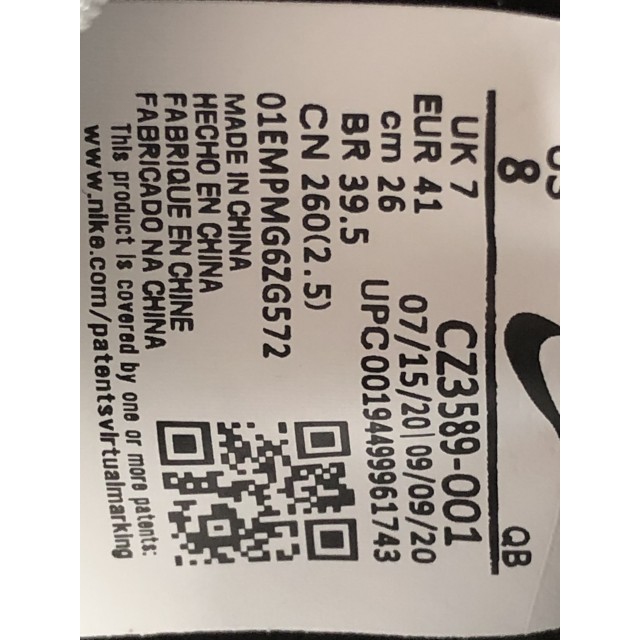 US
8
QB
UK 7
CZ3589-001
EUR 41
07/15/20| 09/09/20
cm 26
UPC00194499961743
BR 39.5
CN 260(2.5)
01EMPMG6ZG572
MADE IN CHINA
HECHO EN CHINA
FABRIQUE EN CHINE
FABRICADO NA CHINA
This product is covered by one or more patents:
www.nike.com/patentsvirtualmarking